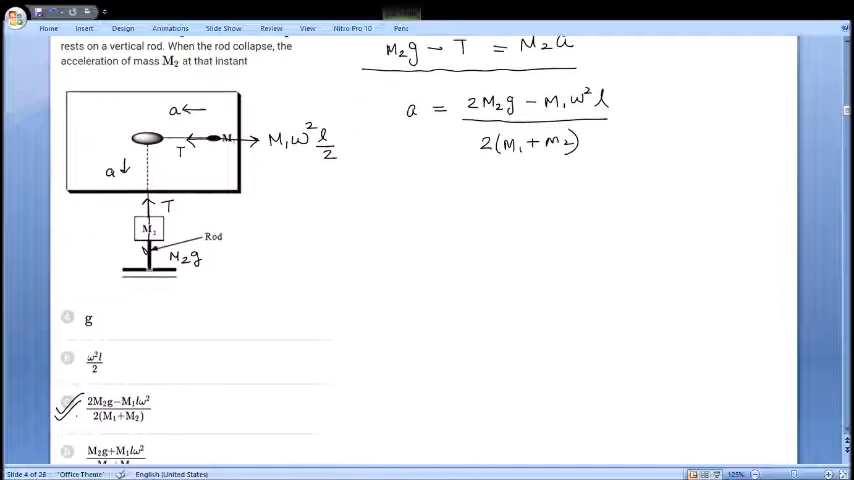 Home Insert Design Animations Slide Show Review View Nitro Pro 10 Pens
rests on a vertical rod. When the rod collapse, the
acceleration of mass M₂ at that instant
M₂g − T = M₂a
a = (2M₂g − M₁ω²l) / 2(M₁ + M₂)
a ←
M
M₁ω² l/2
T
a ↓
T
M₂
Rod
M₂g
g
ω²l/2
(2M₂g−M₁lω²)/2(M₁+M₂)
M₂g+M₁lω²
Slide 4 of 26 "Office Theme" English (United States) 125%